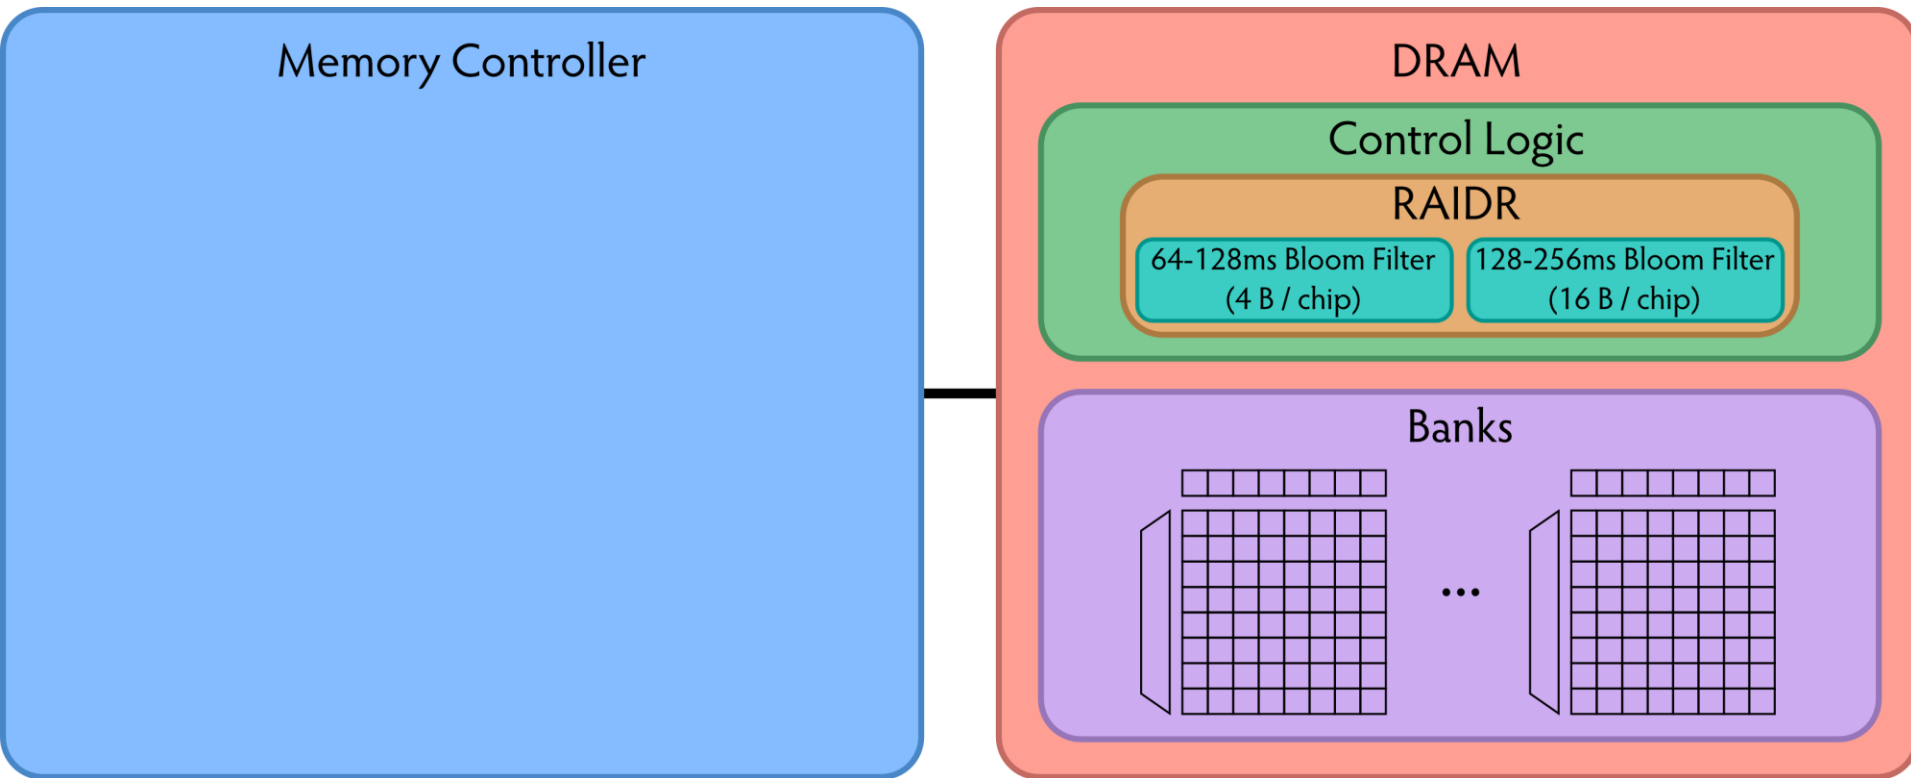 Memory Controller
DRAM
Control Logic
RAIDR
64-128ms Bloom Filter
(4 B / chip)
128-256ms Bloom Filter
(16 B / chip)
Banks
...